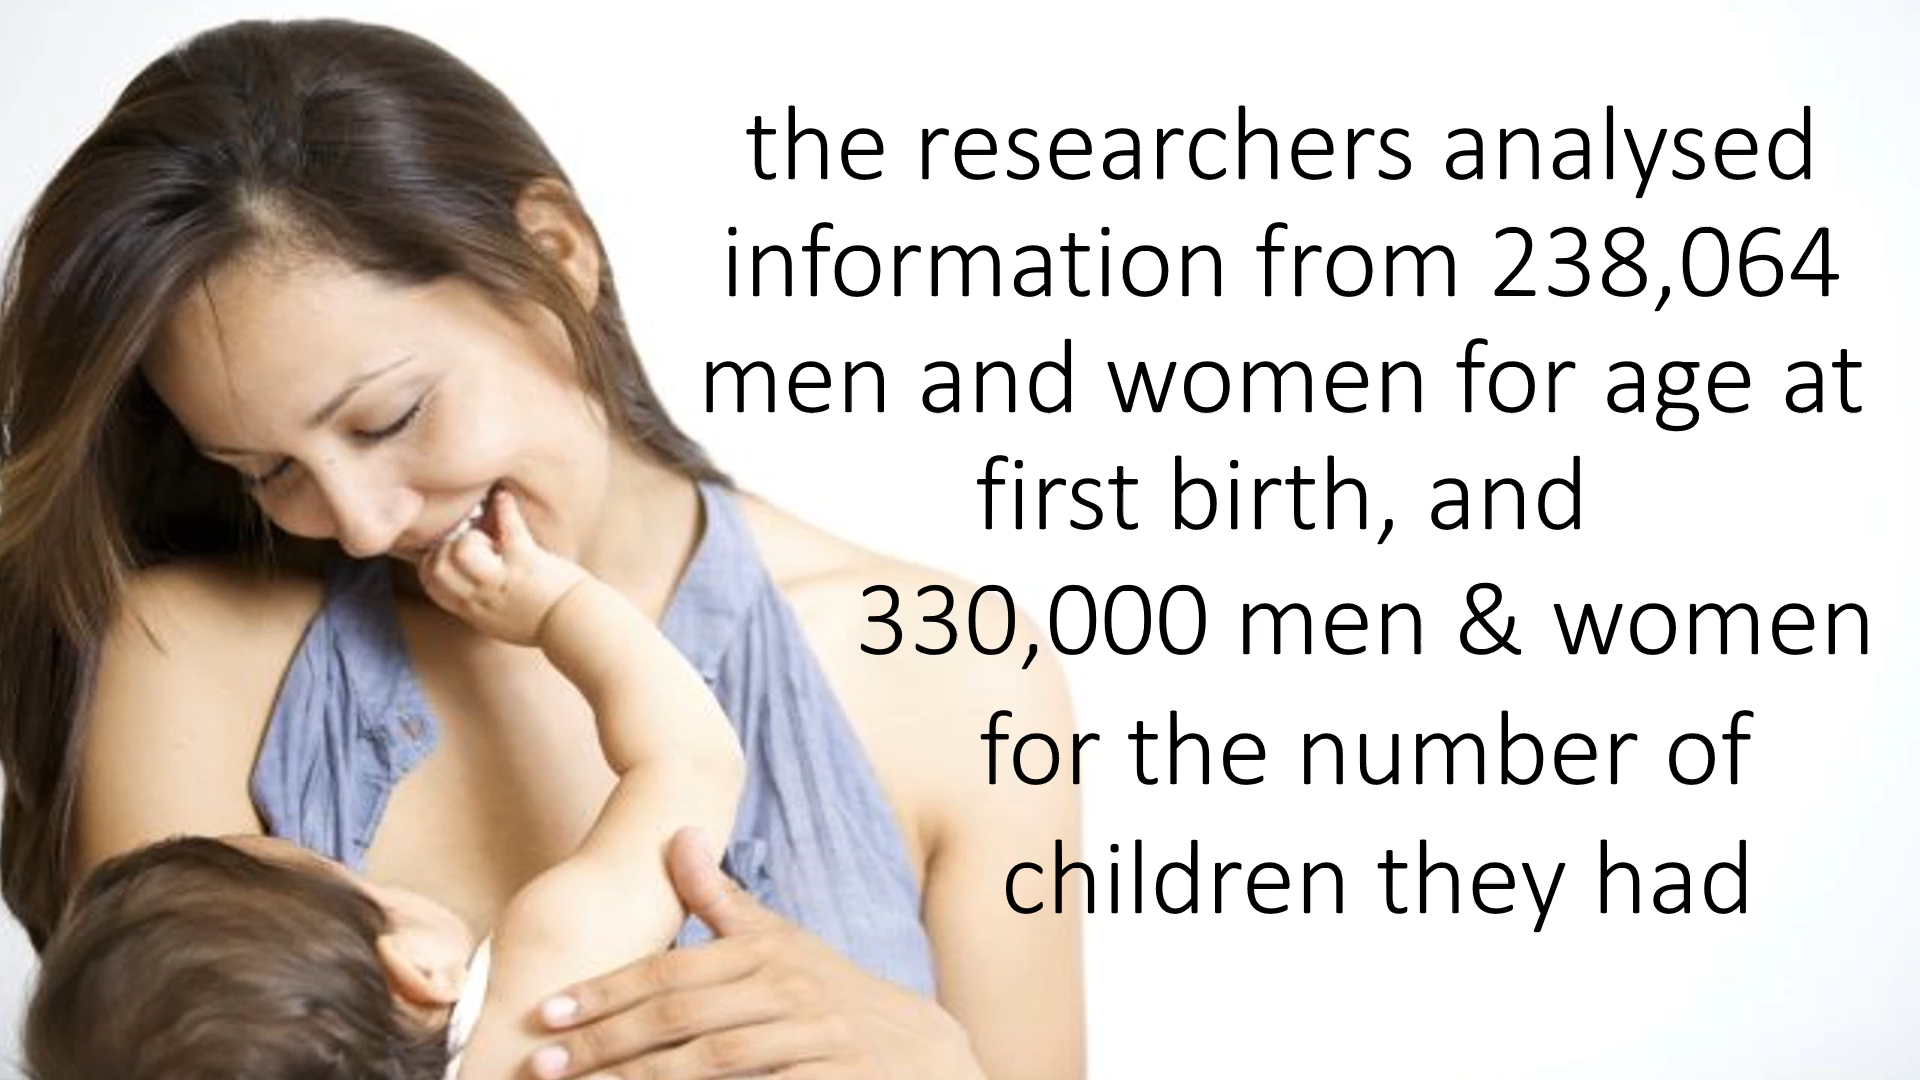 the researchers analysed
information from 238,064
men and women for age at
first birth, and
330,000 men & women
for the number of
children they had